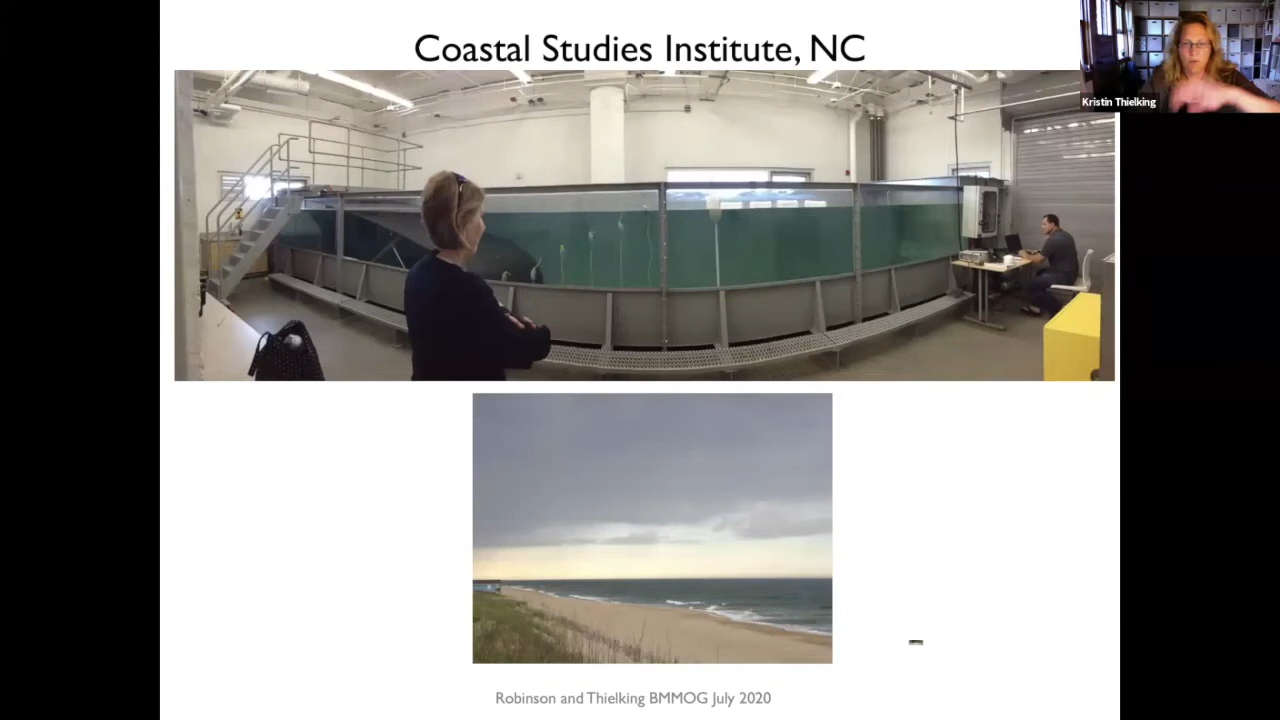 Coastal Studies Institute, NC
Kristin Thielking
Robinson and Thielking BMMOG July 2020